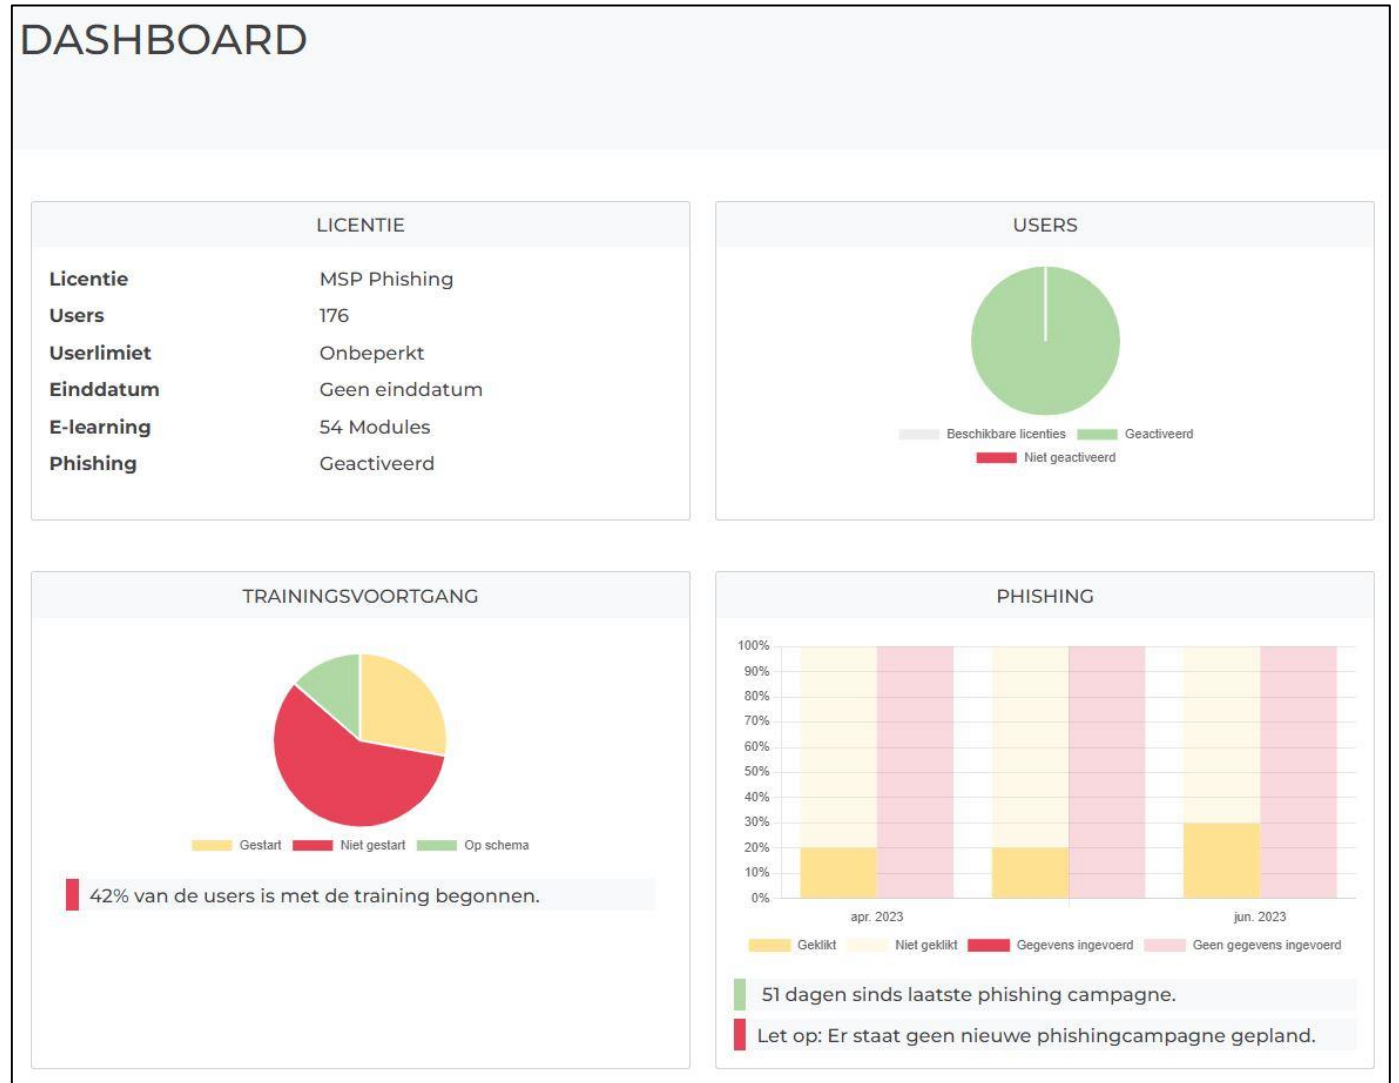 DASHBOARD
LICENTIE
Licentie MSP Phishing
Users 176
Userlimiet Onbeperkt
Einddatum Geen einddatum
E-learning 54 Modules
Phishing Geactiveerd
USERS
Beschikbare licenties Geactiveerd
Niet geactiveerd
TRAININGSVOORTGANG
Gestart Niet gestart Op schema
42% van de users is met de training begonnen.
PHISHING
100%
90%
80%
70%
60%
50%
40%
30%
20%
10%
0%
apr. 2023 jun. 2023
Geklikt Niet geklikt Gegevens ingevoerd Geen gegevens ingevoerd
51 dagen sinds laatste phishing campagne.
Let op: Er staat geen nieuwe phishingcampagne gepland.